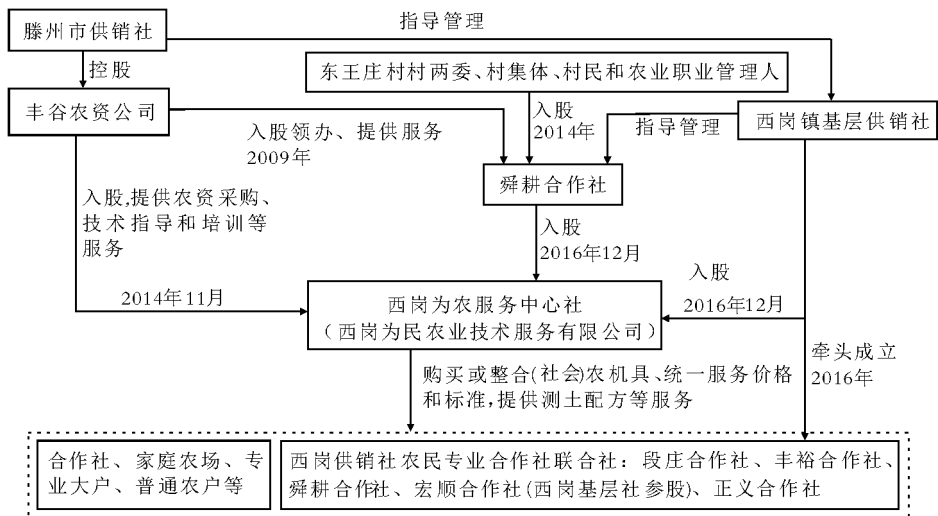 滕州市供销社
指导管理
控股
东王庄村村两委、村集体、村民和农业职业管理人
丰谷农资公司
入股
2014年
入股领办、提供服务
2009年
指导管理
西岗镇基层供销社
舜耕合作社
入股,提供农资采购、
技术指导和培训等
服务
入股
2016年12月
入股
2016年12月
2014年11月
西岗为农服务中心社
(西岗为民农业技术服务有限公司)
牵头成立
2016年
购买或整合(社会)农机具、统一服务价格
和标准,提供测土配方等服务
合作社、家庭农场、专
业大户、普通农户等
西岗供销社农民专业合作社联合社：段庄合作社、丰裕合作社、
舜耕合作社、宏顺合作社(西岗基层社参股)、正义合作社